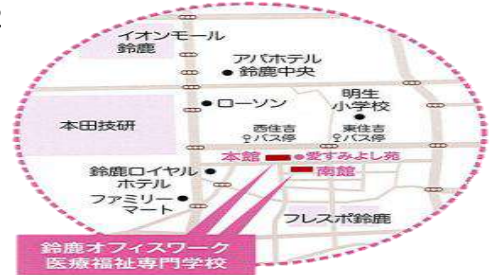 イオンモール
鈴鹿
アパホテル
鈴鹿中央
ローソン
明生
小学校
本田技研
西住吉
バス停
東住吉
バス停
本館
愛すみよし苑
南館
鈴鹿ロイヤル
ホテル
ファミリー
マート
フレスポ鈴鹿
鈴鹿オフィスワーク
医療福祉専門学校